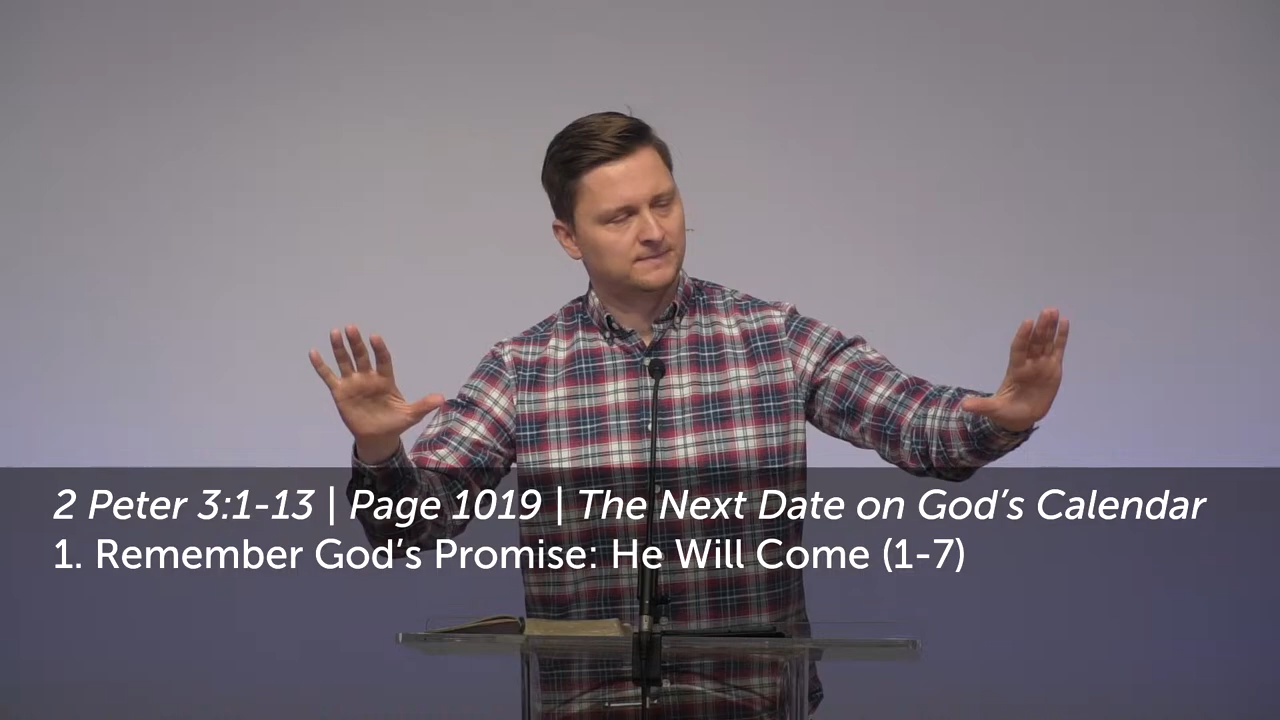 2 Peter 3:1-13 | Page 1019 | The Next Date on God’s Calendar
1. Remember God’s Promise: He Will Come (1-7)